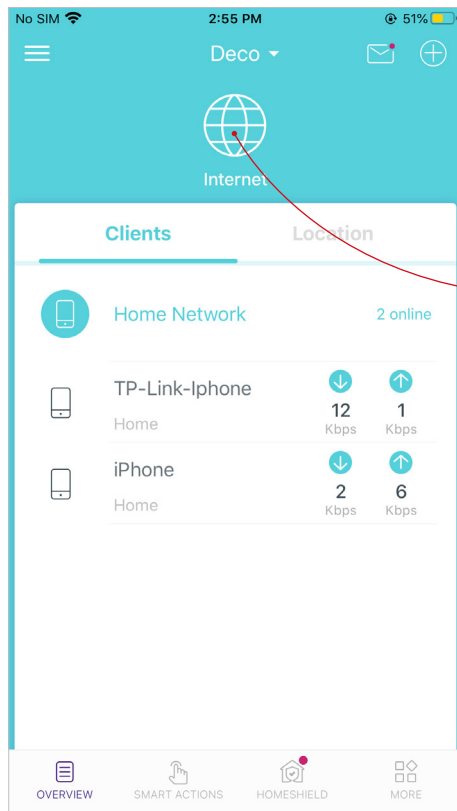 No SIM 2:55 PM 51%
Deco
Internet
Clients Location
Home Network 2 online
TP-Link-Iphone
12 1
Home Kbps Kbps
iPhone
2 6
Home Kbps Kbps
OVERVIEW SMART ACTIONS HOMESHIELD MORE